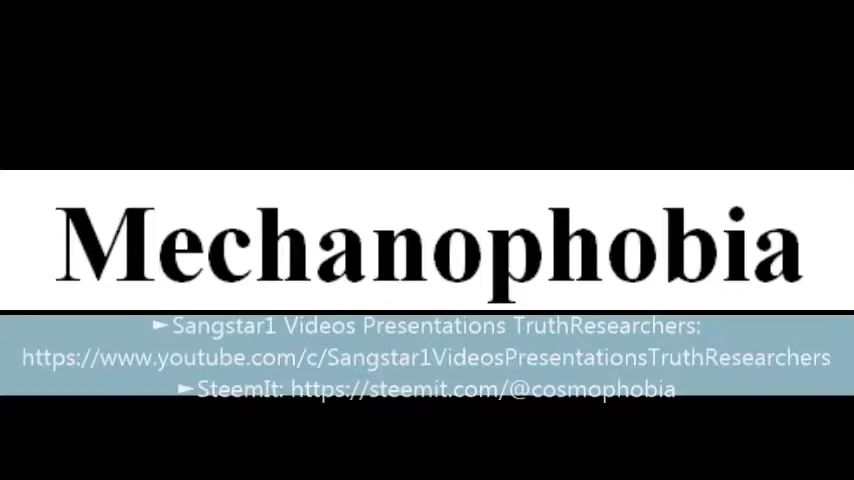 Mechanophobia
►Sangstar1 Videos Presentations TruthResearchers:
https://www.youtube.com/c/Sangstar1VideosPresentationsTruthResearchers
►SteemIt: https://steemit.com/@cosmophobia